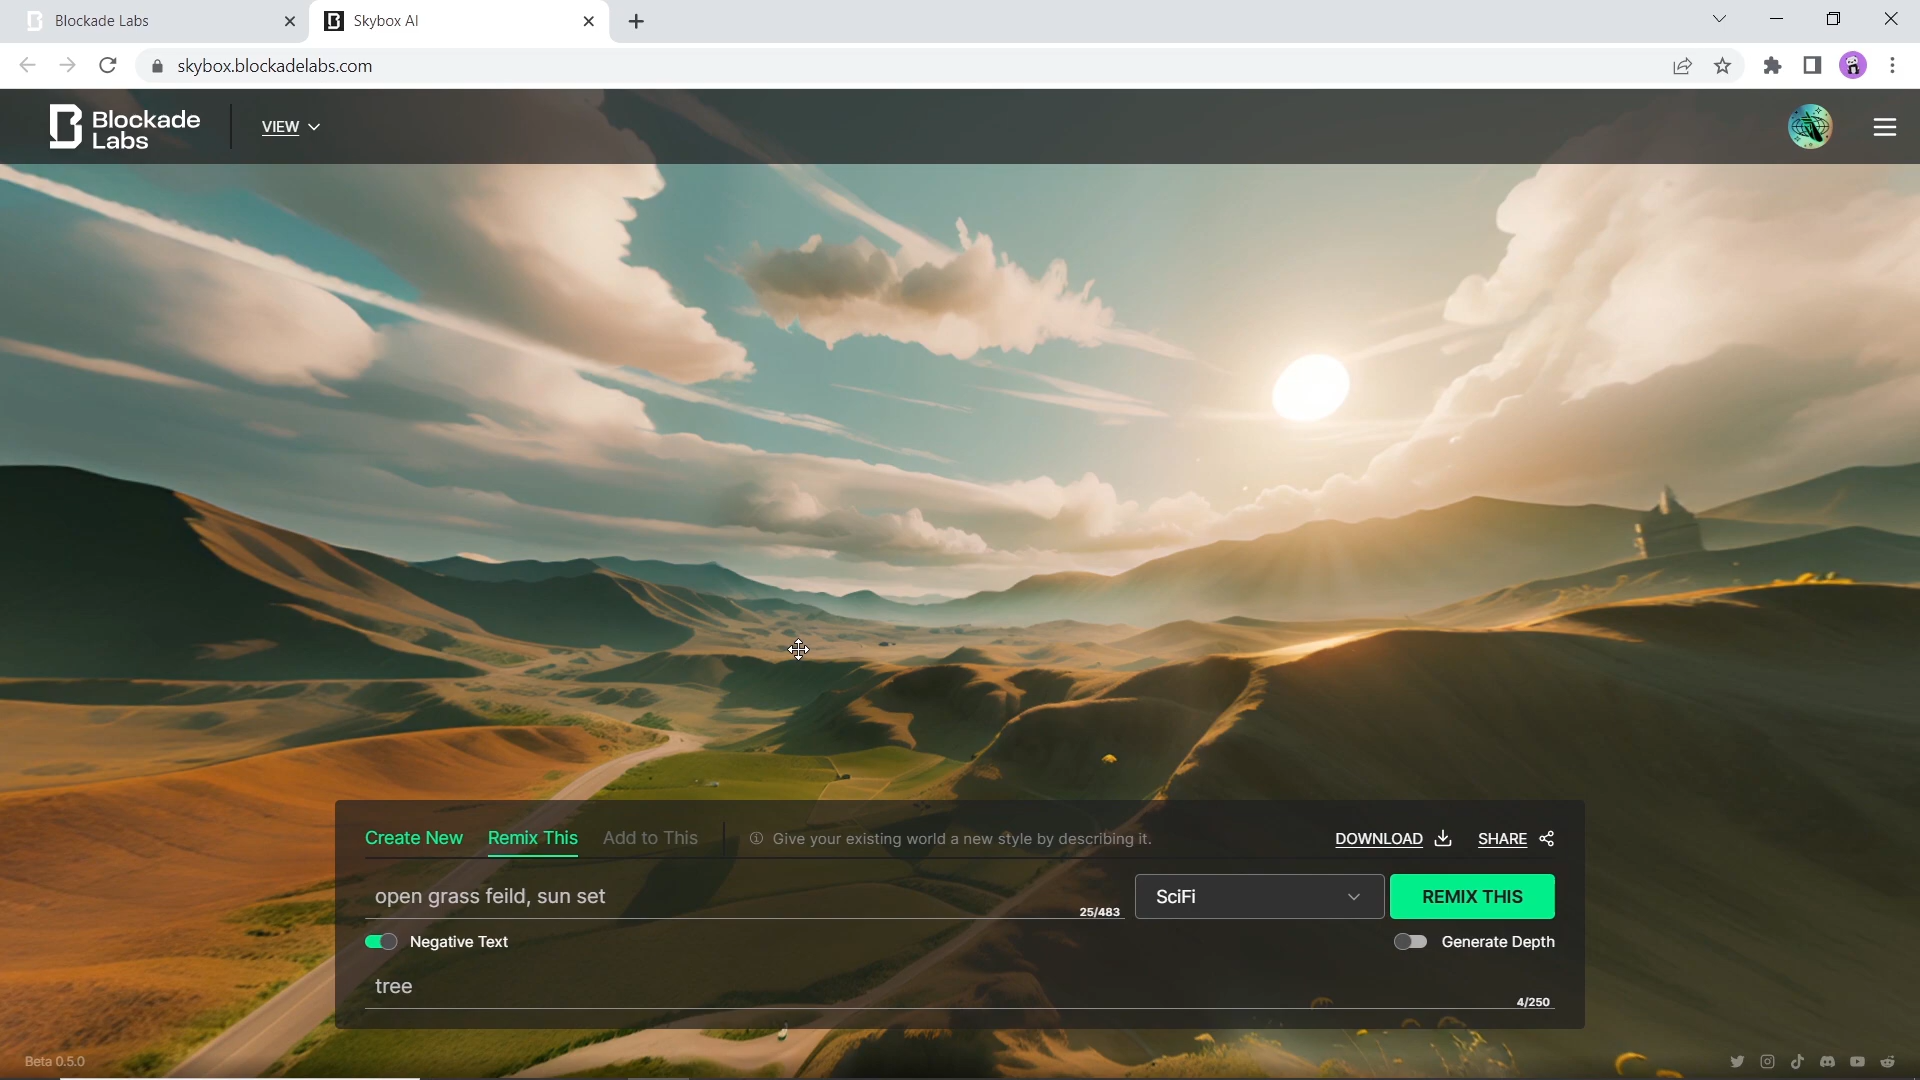 Blockade Labs
Skybox AI
skybox.blockadelabs.com
Blockade
Labs
VIEW
Create New
Remix This
Add to This
Give your existing world a new style by describing it.
DOWNLOAD
SHARE
open grass feild, sun set
25/483
SciFi
REMIX THIS
Negative Text
Generate Depth
tree
4/250
Beta 0.5.0